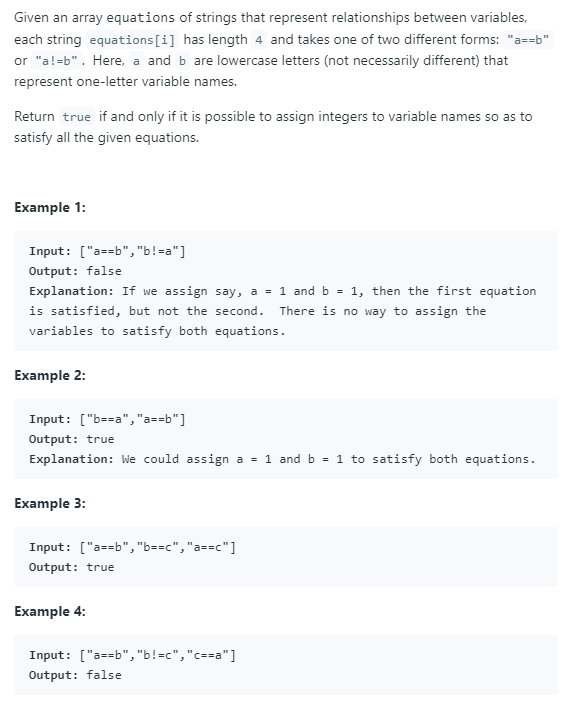 Given an array equations of strings that represent relationships between variables,
each string equations[i] has length 4 and takes one of two different forms: "a==b"
or "a!=b". Here, a and b are lowercase letters (not necessarily different) that
represent one-letter variable names.
Return true if and only if it is possible to assign integers to variable names so as to
satisfy all the given equations.
Example 1:
Input: ["a==b","b!=a"]
Output: false
Explanation: If we assign say, a = 1 and b = 1, then the first equation
is satisfied, but not the second. There is no way to assign the
variables to satisfy both equations.
Example 2:
Input: ["b==a","a==b"]
Output: true
Explanation: We could assign a = 1 and b = 1 to satisfy both equations.
Example 3:
Input: ["a==b","b==c","a==c"]
Output: true
Example 4:
Input: ["a==b","b!=c","c==a"]
Output: false